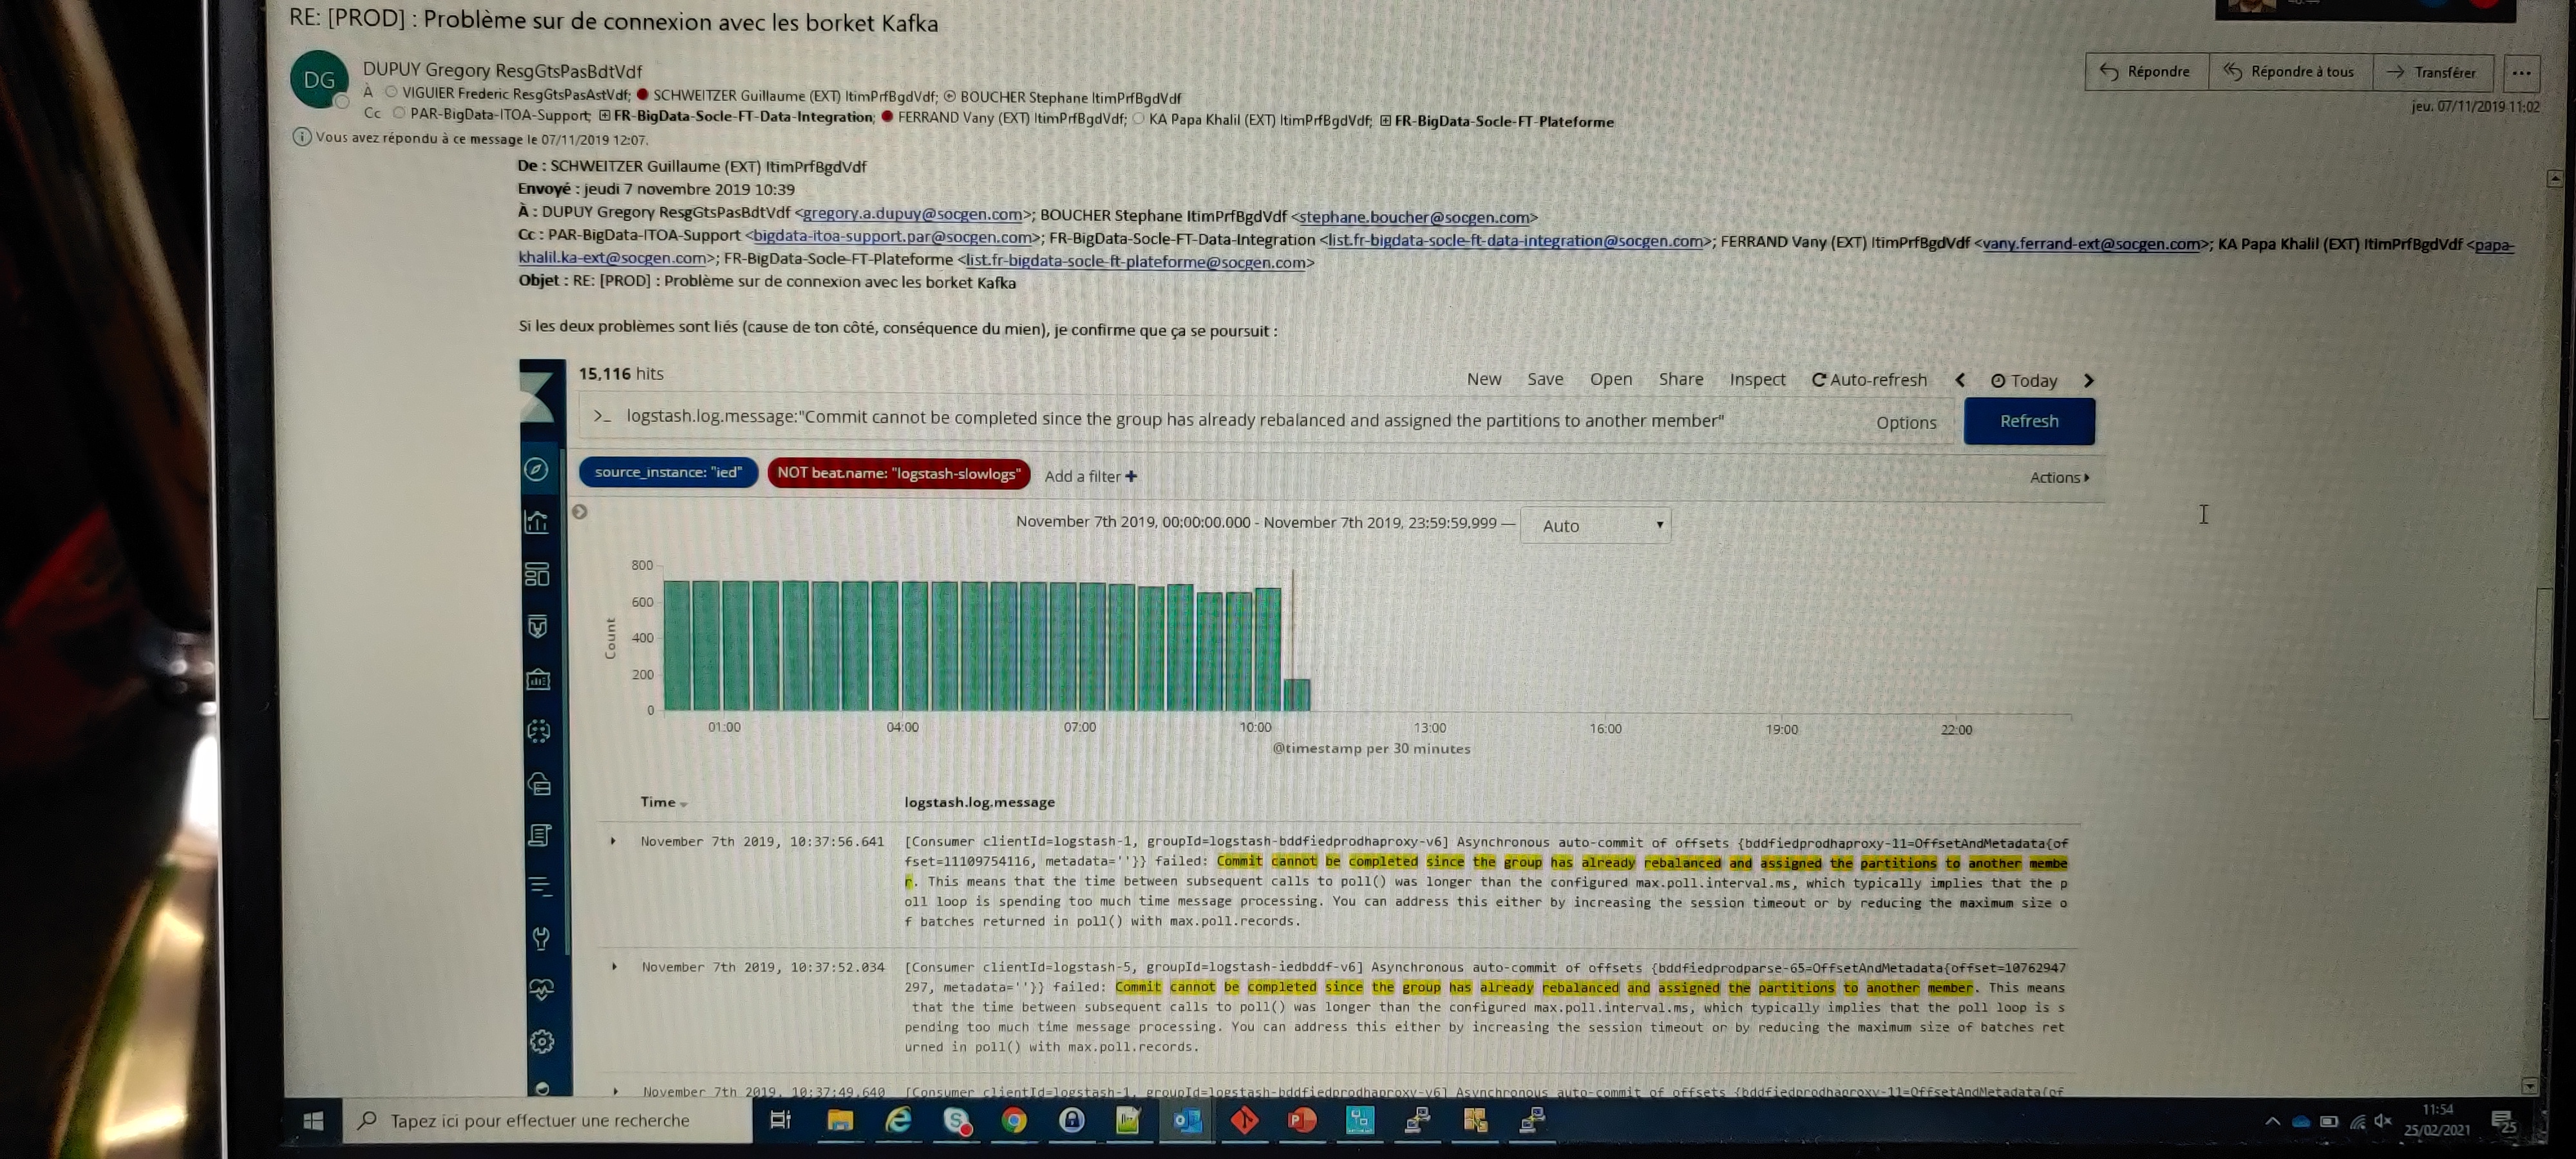 RE: [PROD] : Problème sur de connexion avec les borket Kafka
DG
DUPUY Gregory ResgGtsPasBdtVdf
À VIGUIER Frederic ResgGtsPasAstVdf; SCHWEITZER Guillaume (EXT) ItimPrfBgdVdf; BOUCHER Stephane ItimPrfBgdVdf
Cc PAR-BigData-ITOA-Support; FR-BigData-Socle-FT-Data-Integration; FERRAND Vany (EXT) ItimPrfBgdVdf; KA Papa Khalil (EXT) ItimPrfBgdVdf; FR-BigData-Socle-FT-Plateforme
Répondre Répondre à tous Transférer ...
jeu. 07/11/2019 11:02
Vous avez répondu à ce message le 07/11/2019 12:07.
De : SCHWEITZER Guillaume (EXT) ItimPrfBgdVdf
Envoyé : jeudi 7 novembre 2019 10:39
À : DUPUY Gregory ResgGtsPasBdtVdf <gregory.a.dupuy@socgen.com>; BOUCHER Stephane ItimPrfBgdVdf <stephane.boucher@socgen.com>
Cc : PAR-BigData-ITOA-Support <bigdata-itoa-support.par@socgen.com>; FR-BigData-Socle-FT-Data-Integration <list.fr-bigdata-socle-ft-data-integration@socgen.com>; FERRAND Vany (EXT) ItimPrfBgdVdf <vany.ferrand-ext@socgen.com>; KA Papa Khalil (EXT) ItimPrfBgdVdf <papa-
khalil.ka-ext@socgen.com>; FR-BigData-Socle-FT-Plateforme <list.fr-bigdata-socle-ft-plateforme@socgen.com>
Objet : RE: [PROD] : Problème sur de connexion avec les borket Kafka
Si les deux problèmes sont liés (cause de ton côté, conséquence du mien), je confirme que ça se poursuit :
15,116 hits
New Save Open Share Inspect Auto-refresh Today
>_ logstash.log.message:"Commit cannot be completed since the group has already rebalanced and assigned the partitions to another member" Options Refresh
source_instance: "ied" NOT beat.name: "logstash-slowlogs" Add a filter + Actions
November 7th 2019, 00:00:00.000 - November 7th 2019, 23:59:59.999 — Auto
800
600
400
200
0
Count
01:00 04:00 07:00 10:00 13:00 16:00 19:00 22:00
@timestamp per 30 minutes
Time logstash.log.message
November 7th 2019, 10:37:56.641 [Consumer clientId=logstash-1, groupId=logstash-bddfiedprodhaproxy-v6] Asynchronous auto-commit of offsets {bddfiedprodhaproxy-11=OffsetAndMetadata{of
fset=11109754116, metadata=''}} failed: Commit cannot be completed since the group has already rebalanced and assigned the partitions to another membe
r. This means that the time between subsequent calls to poll() was longer than the configured max.poll.interval.ms, which typically implies that the p
oll loop is spending too much time message processing. You can address this either by increasing the session timeout or by reducing the maximum size o
f batches returned in poll() with max.poll.records.
November 7th 2019, 10:37:52.034 [Consumer clientId=logstash-5, groupId=logstash-iedbddf-v6] Asynchronous auto-commit of offsets {bddfiedprodparse-65=OffsetAndMetadata{offset=10762947
297, metadata=''}} failed: Commit cannot be completed since the group has already rebalanced and assigned the partitions to another member. This means
that the time between subsequent calls to poll() was longer than the configured max.poll.interval.ms, which typically implies that the poll loop is s
pending too much time message processing. You can address this either by increasing the session timeout or by reducing the maximum size of batches ret
urned in poll() with max.poll.records.
November 7th 2019, 10:37:49.640 [Consumer clientId=logstash-1, groupId=logstash-bddfiedprodhaproxy-v6] Asynchronous auto-commit of offsets {bddfiedprodhaproxy-11=OffsetAndMetadata{of
Tapez ici pour effectuer une recherche
11:54
25/02/2021
25